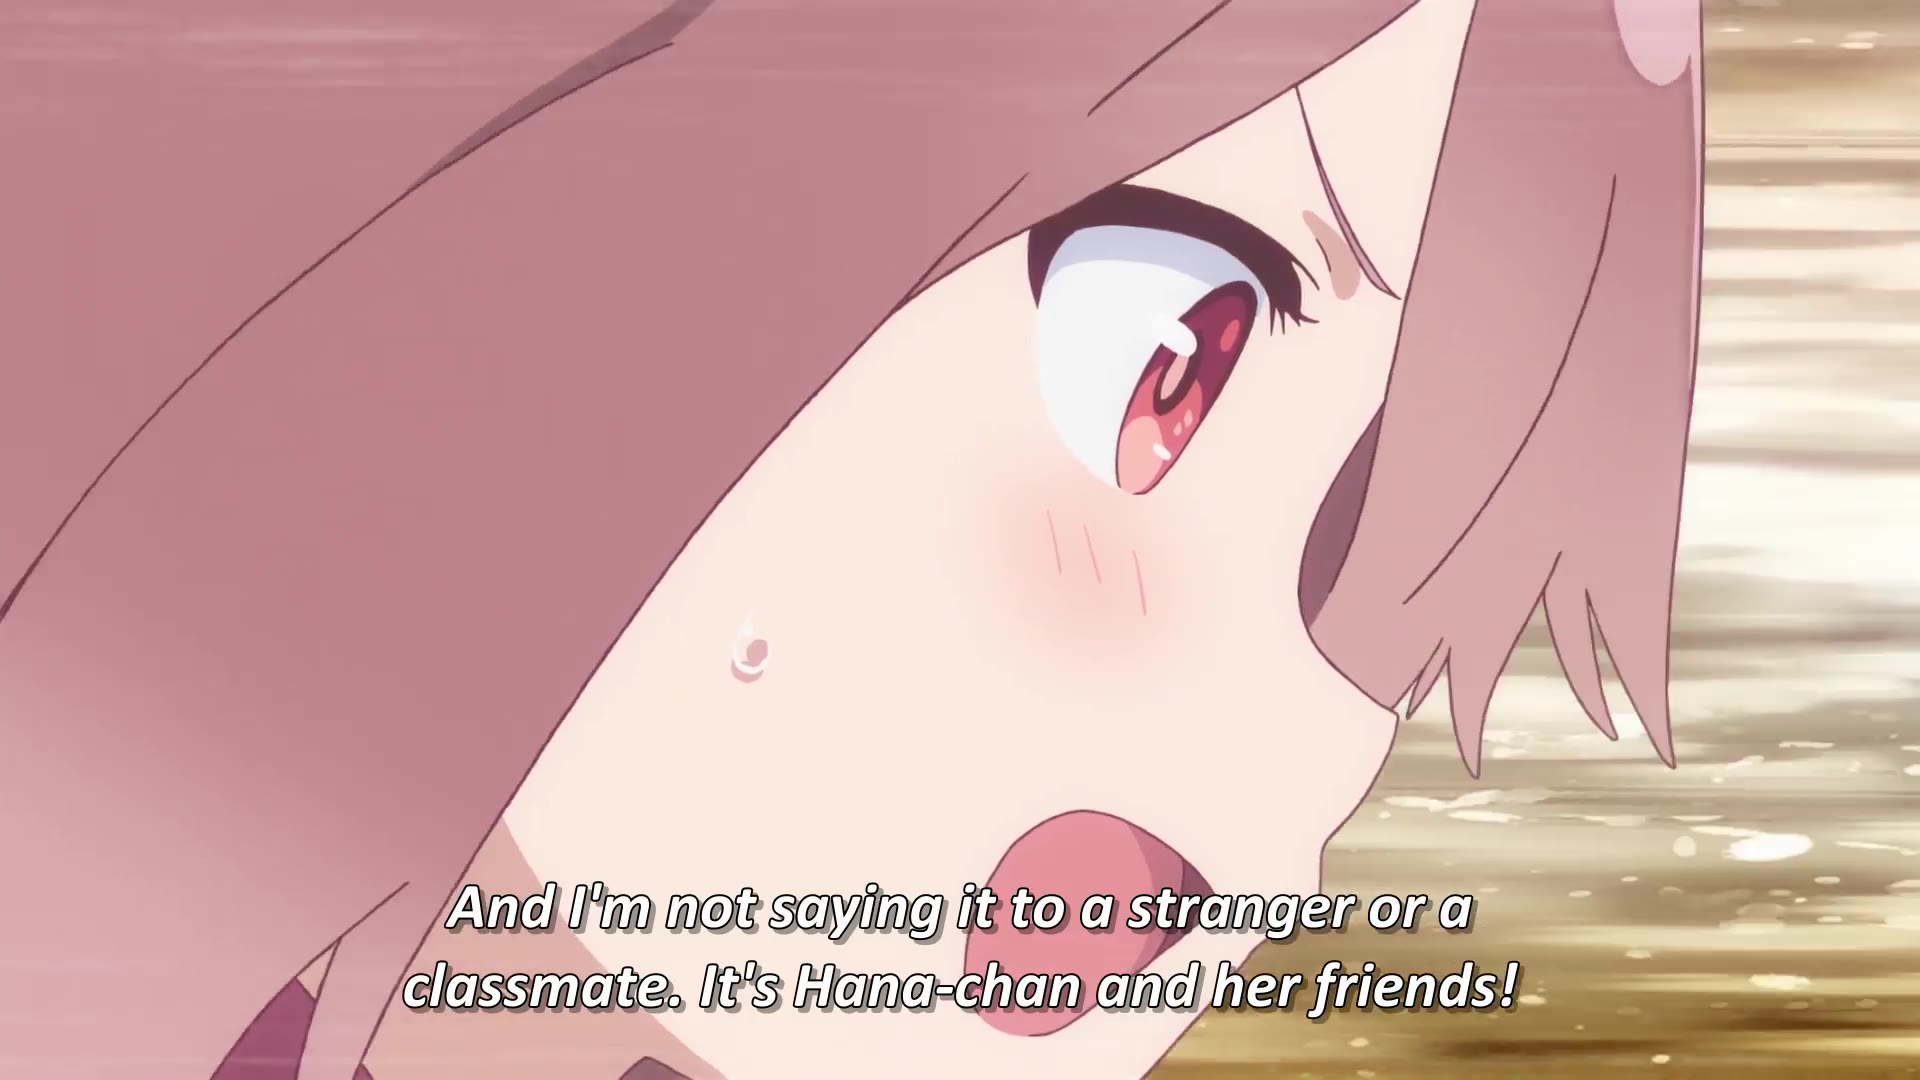 And I'm not saying it to a stranger or a
classmate. It's Hana-chan and her friends!